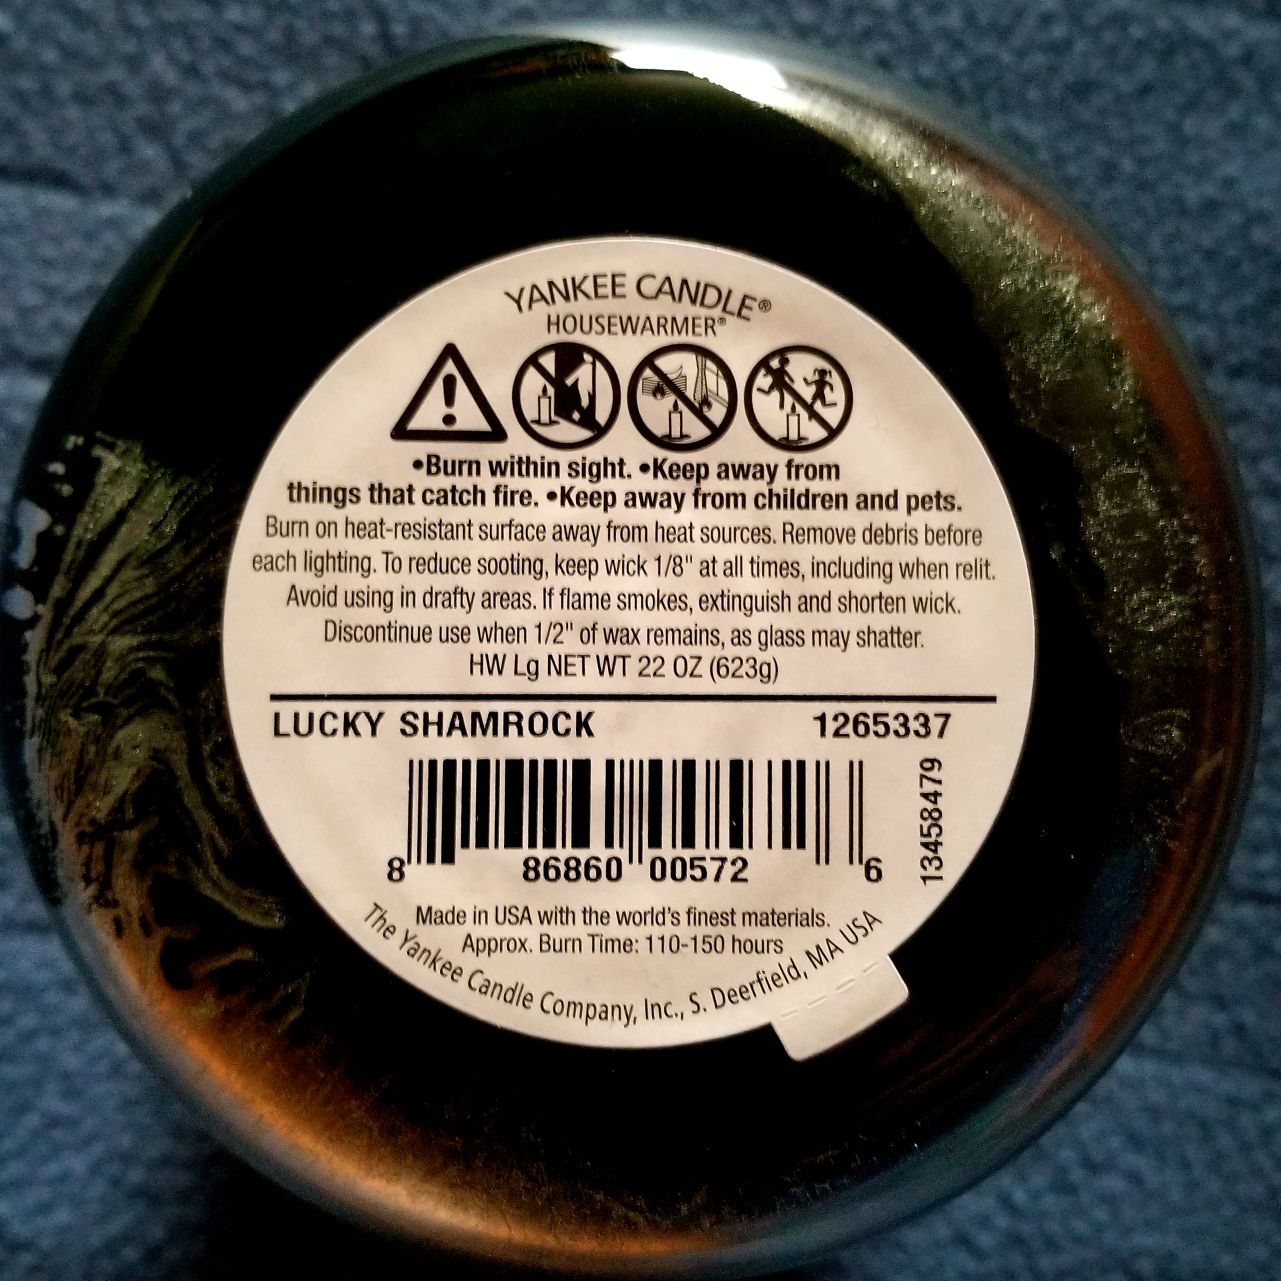 YANKEE CANDLE®
HOUSEWARMER®
•Burn within sight. •Keep away from
things that catch fire. •Keep away from children and pets.
Burn on heat-resistant surface away from heat sources. Remove debris before
each lighting. To reduce sooting, keep wick 1/8" at all times, including when relit.
Avoid using in drafty areas. If flame smokes, extinguish and shorten wick.
Discontinue use when 1/2" of wax remains, as glass may shatter.
HW Lg NET WT 22 OZ (623g)
LUCKY SHAMROCK 1265337
13458479
8 86860 00572 6
Made in USA with the world's finest materials.
Approx. Burn Time: 110-150 hours
The Yankee Candle Company, Inc., S. Deerfield, MA USA